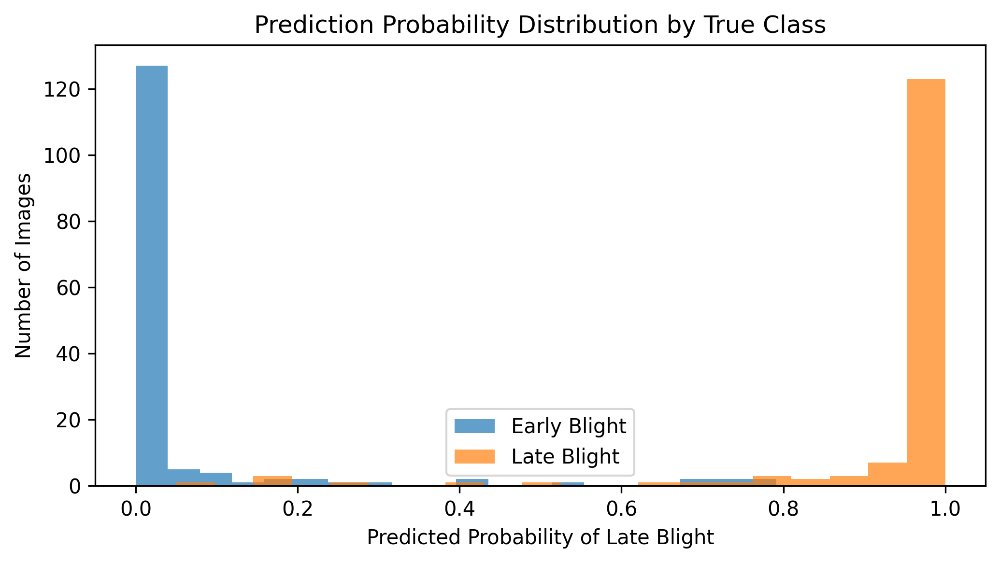 Prediction Probability Distribution by True Class
120
100
80
60
40
20
0
Number of Images
Early Blight
Late Blight
0.0 0.2 0.4 0.6 0.8 1.0
Predicted Probability of Late Blight